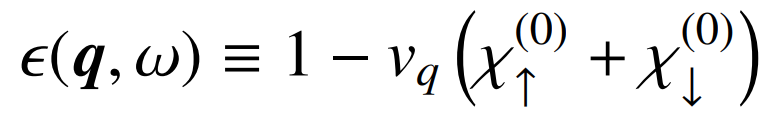 ϵ(q, ω) ≡ 1 − v_q (χ_↑^(0) + χ_↓^(0))